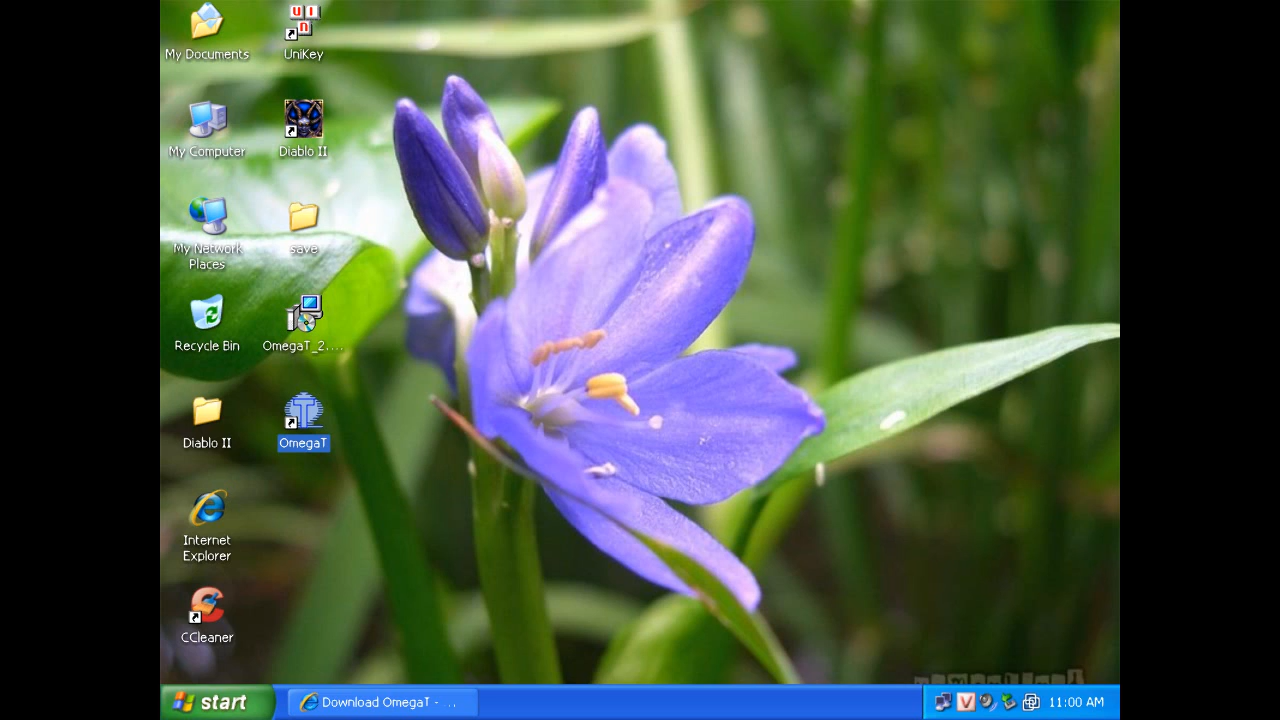 My Documents
UniKey
My Computer
Diablo II
My Network
Places
save
Recycle Bin
OmegaT_2....
Diablo II
OmegaT
Internet
Explorer
CCleaner
start
Download OmegaT - ...
V
11:00 AM